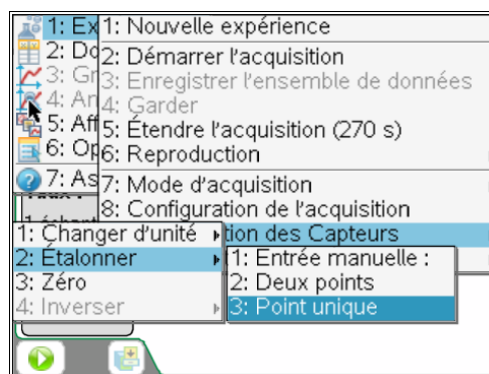 1: Ex
2: Do
3: Gr
4: An
5: Aff
6: Op
7: As
1: Nouvelle expérience
2: Démarrer l'acquisition
3: Enregistrer l'ensemble de données
4: Garder
5: Étendre l'acquisition (270 s)
6: Reproduction
7: Mode d'acquisition
8: Configuration de l'acquisition
tion des Capteurs
1: Changer d'unité
2: Étalonner
3: Zéro
4: Inverser
1: Entrée manuelle :
2: Deux points
3: Point unique